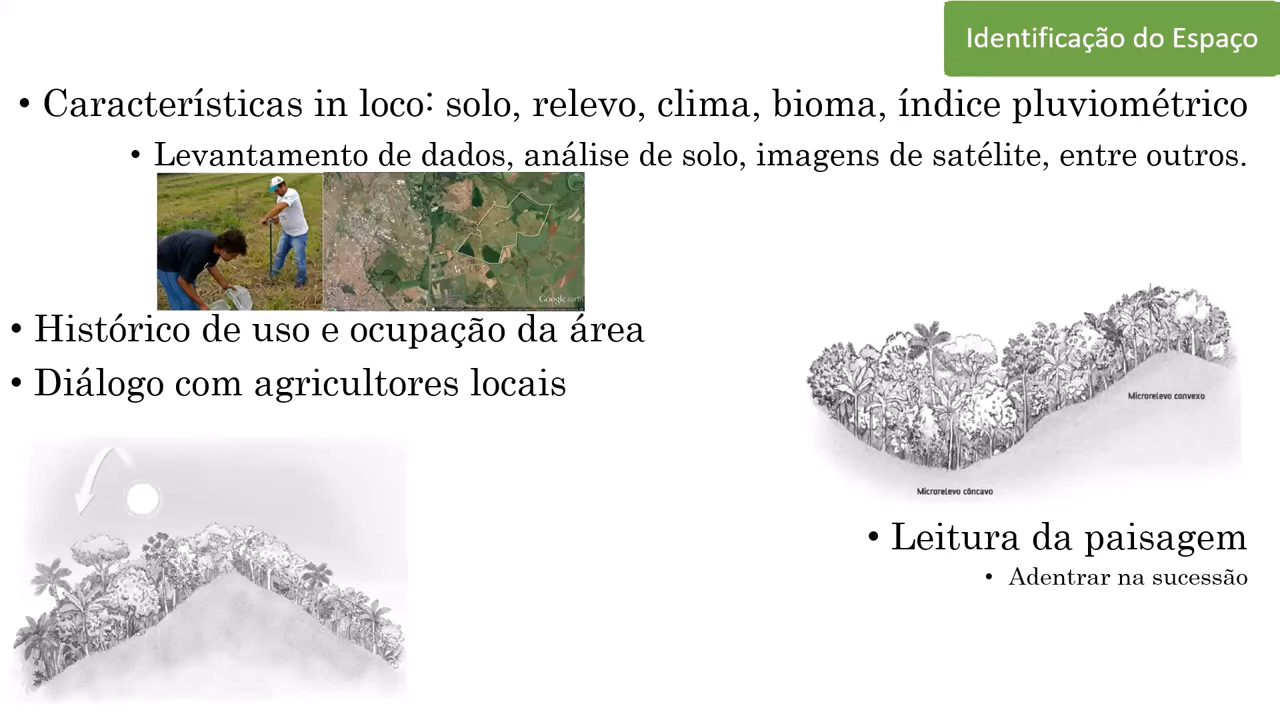 Identificação do Espaço
• Características in loco: solo, relevo, clima, bioma, índice pluviométrico
• Levantamento de dados, análise de solo, imagens de satélite, entre outros.
Google earth
• Histórico de uso e ocupação da área
• Diálogo com agricultores locais
Microrelevo convexo
Microrelevo côncavo
• Leitura da paisagem
• Adentrar na sucessão